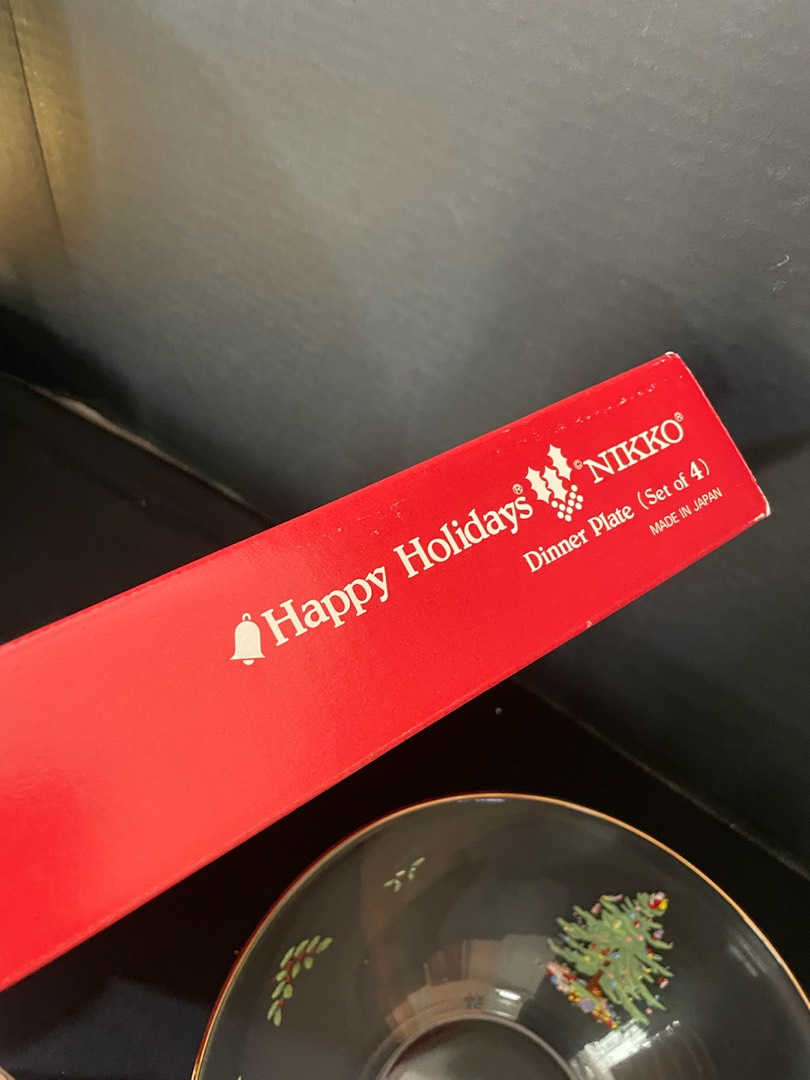 Happy Holidays® © NIKKO®
Dinner Plate (Set of 4)
MADE IN JAPAN